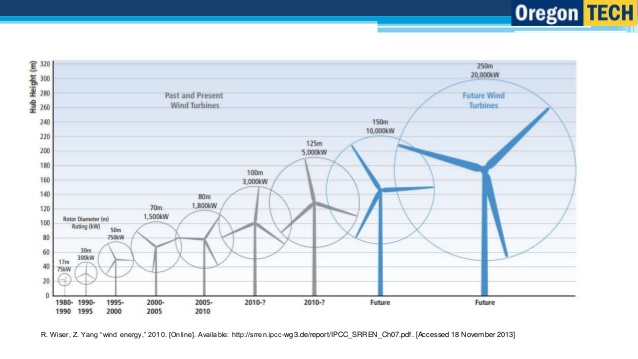 Oregon TECH
Hub Height (m)
320
300
280
260
240
220
200
180
160
140
120
100
80
60
40
20
0
Past and Present
Wind Turbines
Future Wind
Turbines
Rotor Diameter (m)
Rating (kW)
17m
75kW
30m
300kW
50m
750kW
70m
1,500kW
80m
1,800kW
100m
3,000kW
125m
5,000kW
150m
10,000kW
250m
20,000kW
1980-
1990
1990-
1995
1995-
2000
2000-
2005
2005-
2010
2010-?
2010-?
Future
Future
R. Wiser, Z. Yang “wind energy,” 2010. [Online]. Available: http://srren.ipcc-wg3.de/report/IPCC_SRREN_Ch07.pdf. [Accessed 18 November 2013]